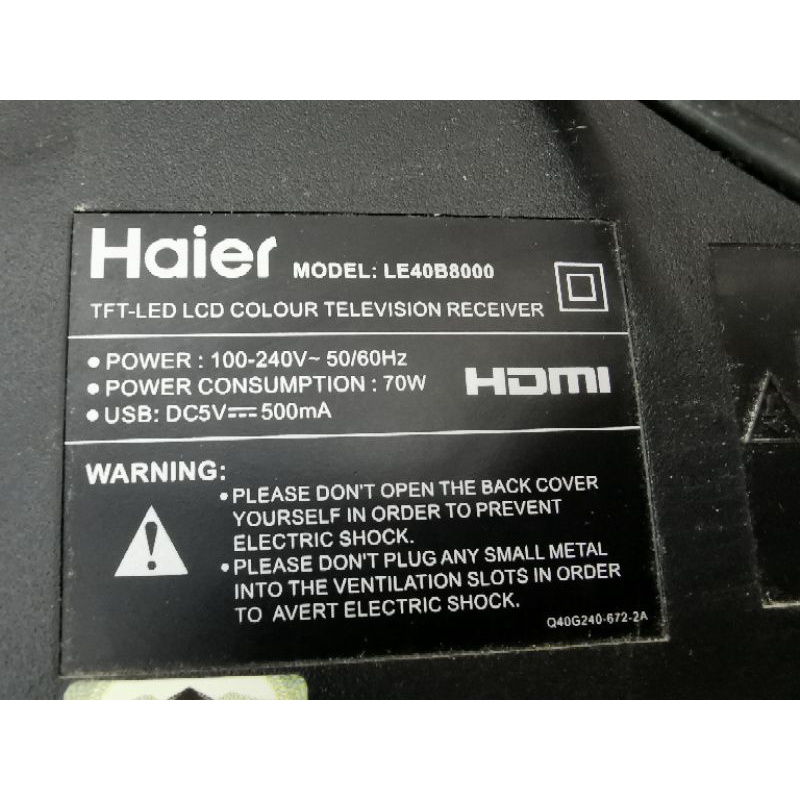 Haier MODEL: LE40B8000
TFT-LED LCD COLOUR TELEVISION RECEIVER
• POWER : 100-240V~ 50/60Hz
• POWER CONSUMPTION : 70W
HDMI
• USB: DC5V⎓500mA
WARNING:
• PLEASE DON'T OPEN THE BACK COVER
YOURSELF IN ORDER TO PREVENT
ELECTRIC SHOCK.
• PLEASE DON'T PLUG ANY SMALL METAL
INTO THE VENTILATION SLOTS IN ORDER
TO AVERT ELECTRIC SHOCK.
Q40G240-672-2A